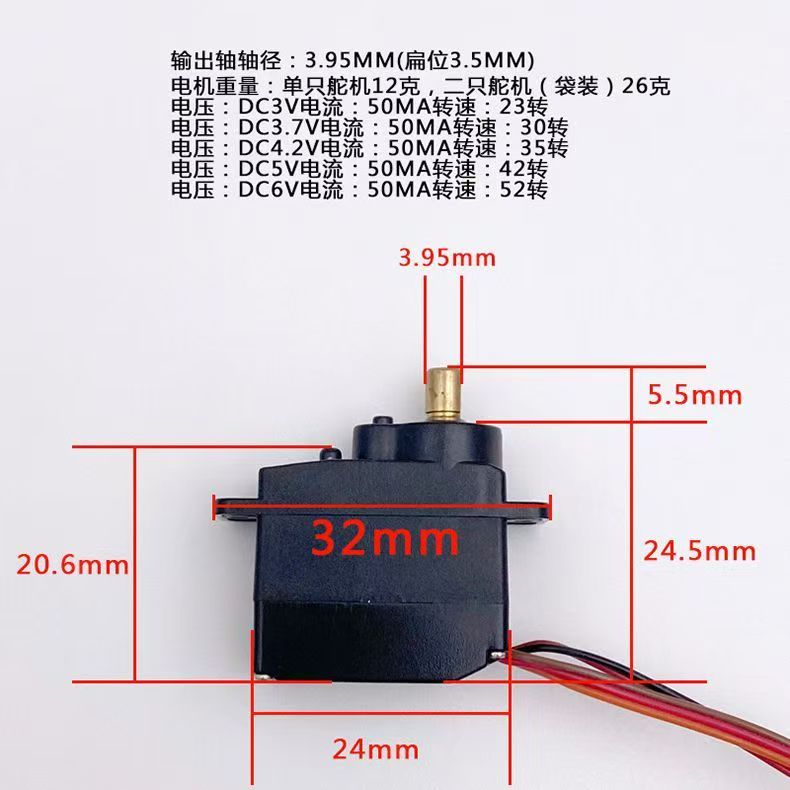 输出轴轴径：3.95MM(扁位3.5MM)
电机重量：单只舵机12克，二只舵机（袋装）26克
电压：DC3V电流：50MA转速：23转
电压：DC3.7V电流：50MA转速：30转
电压：DC4.2V电流：50MA转速：35转
电压：DC5V电流：50MA转速：42转
电压：DC6V电流：50MA转速：52转
3.95mm
5.5mm
32mm
20.6mm
24.5mm
24mm